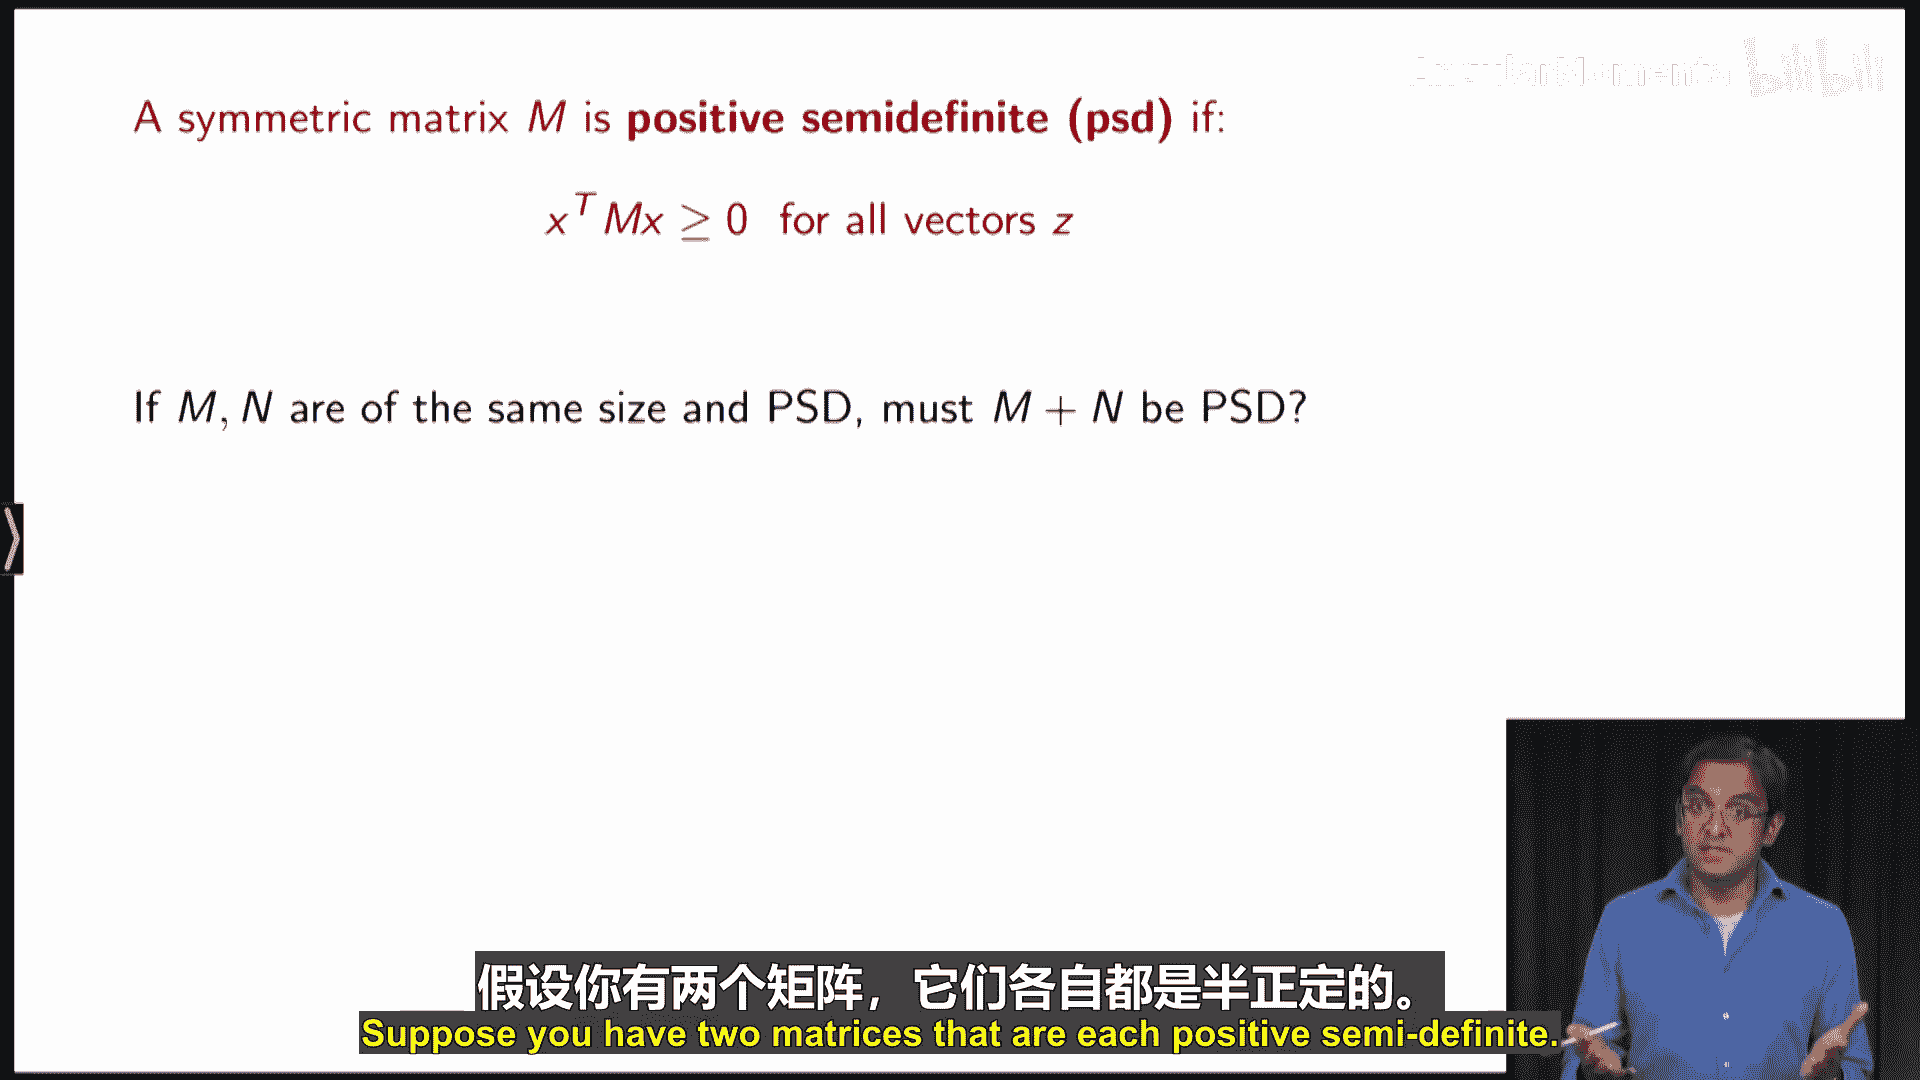 A symmetric matrix M is positive semidefinite (psd) if:
x^T Mx ≥ 0 for all vectors z
If M, N are of the same size and PSD, must M + N be PSD?
假设你有两个矩阵，它们各自都是半正定的。
Suppose you have two matrices that are each positive semi-definite.
bilibili